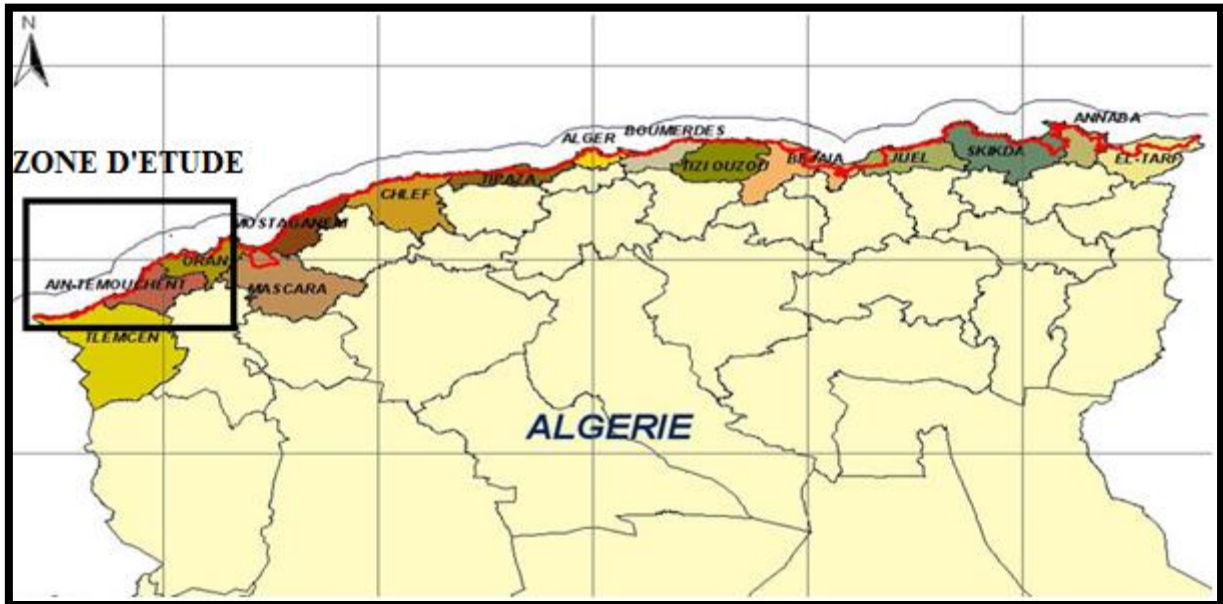 N
ZONE D'ETUDE
ANNABA
ALGER
BOUMERDES
SKIKDA
EL-TARF
JIJEL
BEJAIA
TIZI OUZOU
TIPAZA
CHLEF
MOSTAGANEM
ORAN
AIN-TEMOUCHENT
MASCARA
TLEMCEN
ALGERIE